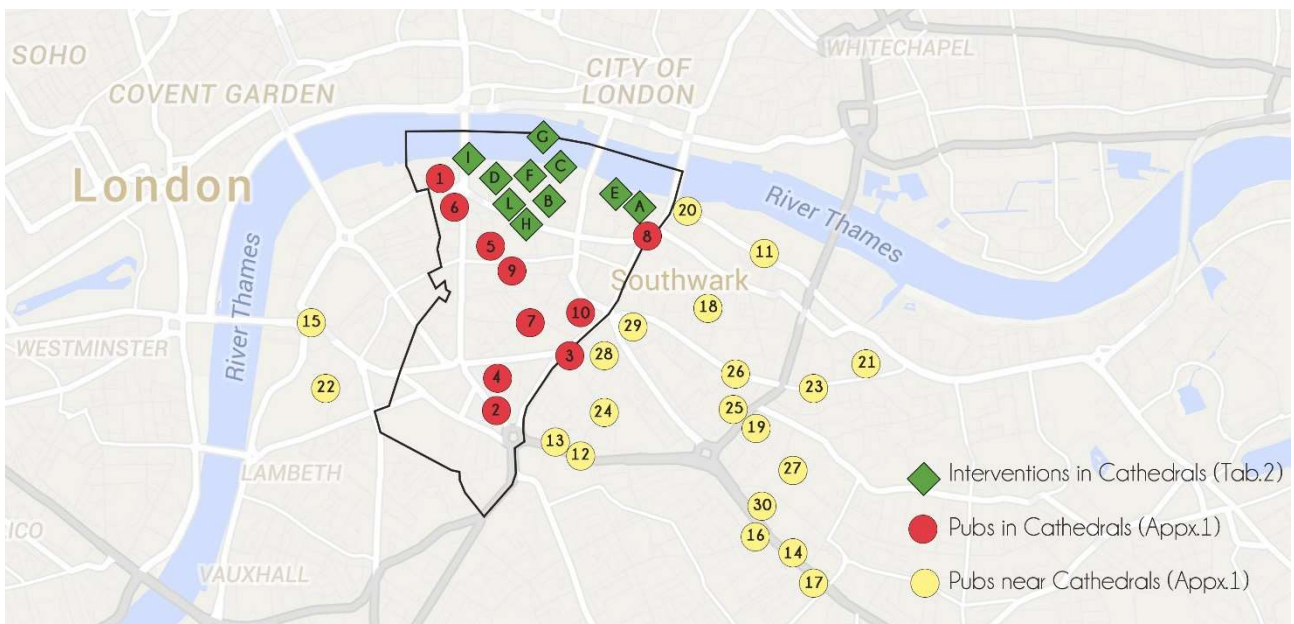 SOHO
WHITECHAPEL
CITY OF
LONDON
COVENT GARDEN
G
I
C
1
D
F
London
E
6
L
B
A
20
H
8
River Thames
5
11
9
Southwark
18
10
15
7
29
River Thames
WESTMINSTER
3
28
21
4
26
22
23
2
24
25
19
13
12
LAMBETH
27
Interventions in Cathedrals (Tab.2)
30
ICO
16
Pubs in Cathedrals (Appx.1)
14
VAUXHALL
17
Pubs near Cathedrals (Appx.1)